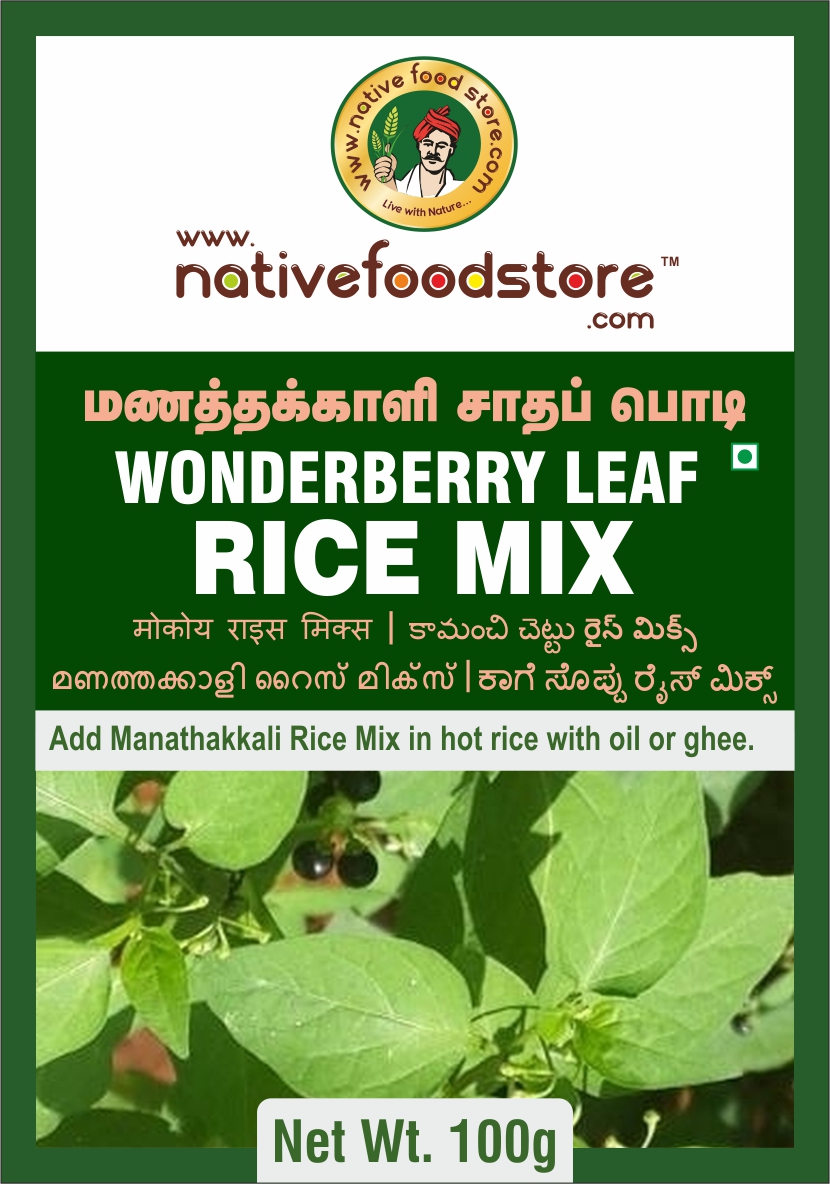 www.native food store.com
Live with Nature...
www.
nativefoodstore™
.com
மணத்தக்காளி சாதப் பொடி
WONDERBERRY LEAF
RICE MIX
मोकोय राइस मिक्स | కామంచి చెట్టు రైస్ మిక్స్
മണത്തക്കാളി റൈസ് മിക്സ് | ಕಾಗೆ ಸೊಪ್ಪು ರೈಸ್ ಮಿಕ್ಸ್
Add Manathakkali Rice Mix in hot rice with oil or ghee.
Net Wt. 100g